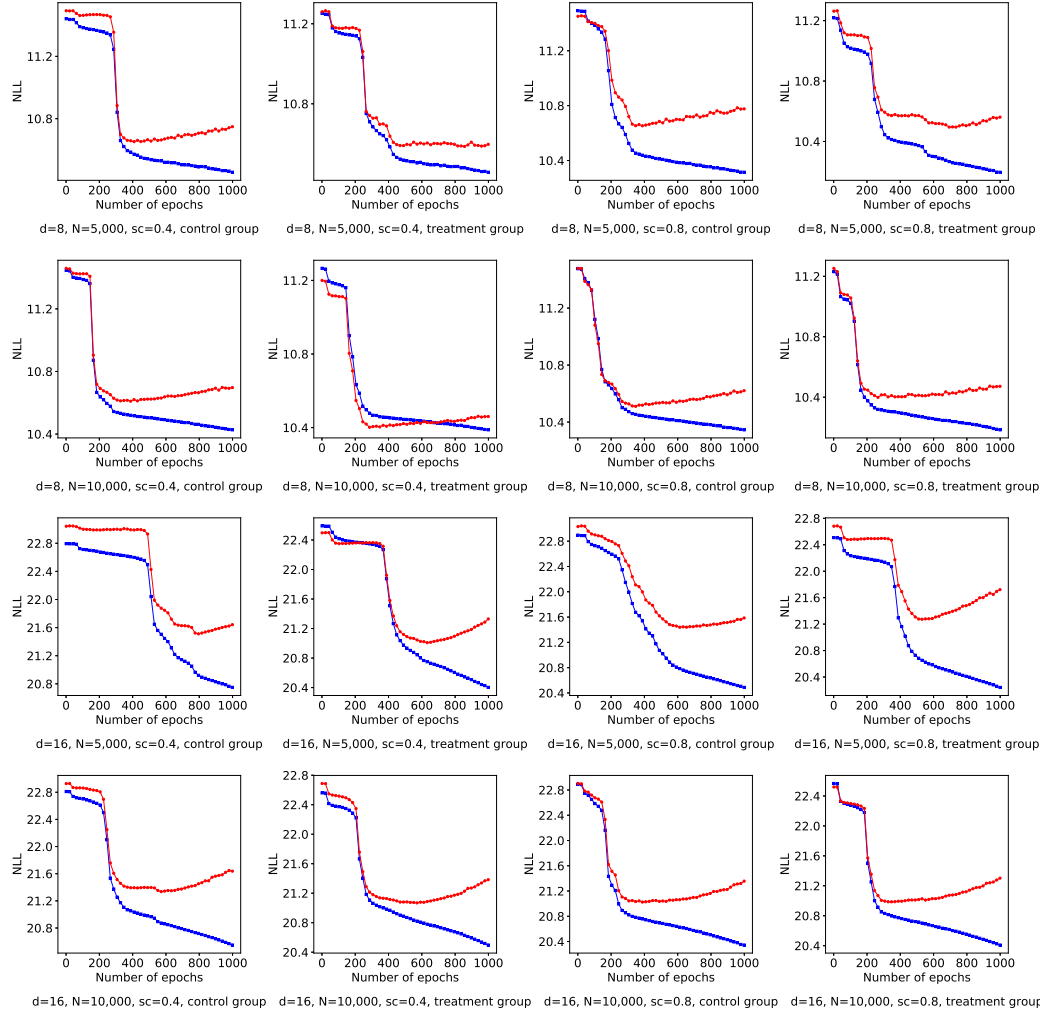 11.2
10.8
NLL
0 200 400 600 800 1000
Number of epochs
d=8, N=5,000, sc=0.4, control group
11.2
10.8
NLL
0 200 400 600 800 1000
Number of epochs
d=8, N=5,000, sc=0.4, treatment group
11.2
10.8
10.4
NLL
0 200 400 600 800 1000
Number of epochs
d=8, N=5,000, sc=0.8, control group
11.2
10.8
10.4
NLL
0 200 400 600 800 1000
Number of epochs
d=8, N=5,000, sc=0.8, treatment group
11.2
10.8
10.4
NLL
0 200 400 600 800 1000
Number of epochs
d=8, N=10,000, sc=0.4, control group
11.2
10.8
10.4
NLL
0 200 400 600 800 1000
Number of epochs
d=8, N=10,000, sc=0.4, treatment group
11.2
10.8
10.4
NLL
0 200 400 600 800 1000
Number of epochs
d=8, N=10,000, sc=0.8, control group
11.2
10.8
10.4
NLL
0 200 400 600 800 1000
Number of epochs
d=8, N=10,000, sc=0.8, treatment group
22.8
22.4
22.0
21.6
21.2
20.8
NLL
0 200 400 600 800 1000
Number of epochs
d=16, N=5,000, sc=0.4, control group
22.4
22.0
21.6
21.2
20.8
20.4
NLL
0 200 400 600 800 1000
Number of epochs
d=16, N=5,000, sc=0.4, treatment group
22.8
22.4
22.0
21.6
21.2
20.8
20.4
NLL
0 200 400 600 800 1000
Number of epochs
d=16, N=5,000, sc=0.8, control group
22.8
22.4
22.0
21.6
21.2
20.8
20.4
NLL
0 200 400 600 800 1000
Number of epochs
d=16, N=5,000, sc=0.8, treatment group
22.8
22.4
22.0
21.6
21.2
20.8
NLL
0 200 400 600 800 1000
Number of epochs
d=16, N=10,000, sc=0.4, control group
22.8
22.4
22.0
21.6
21.2
20.8
20.4
NLL
0 200 400 600 800 1000
Number of epochs
d=16, N=10,000, sc=0.4, treatment group
22.8
22.4
22.0
21.6
21.2
20.8
20.4
NLL
0 200 400 600 800 1000
Number of epochs
d=16, N=10,000, sc=0.8, control group
22.4
22.0
21.6
21.2
20.8
20.4
NLL
0 200 400 600 800 1000
Number of epochs
d=16, N=10,000, sc=0.8, treatment group